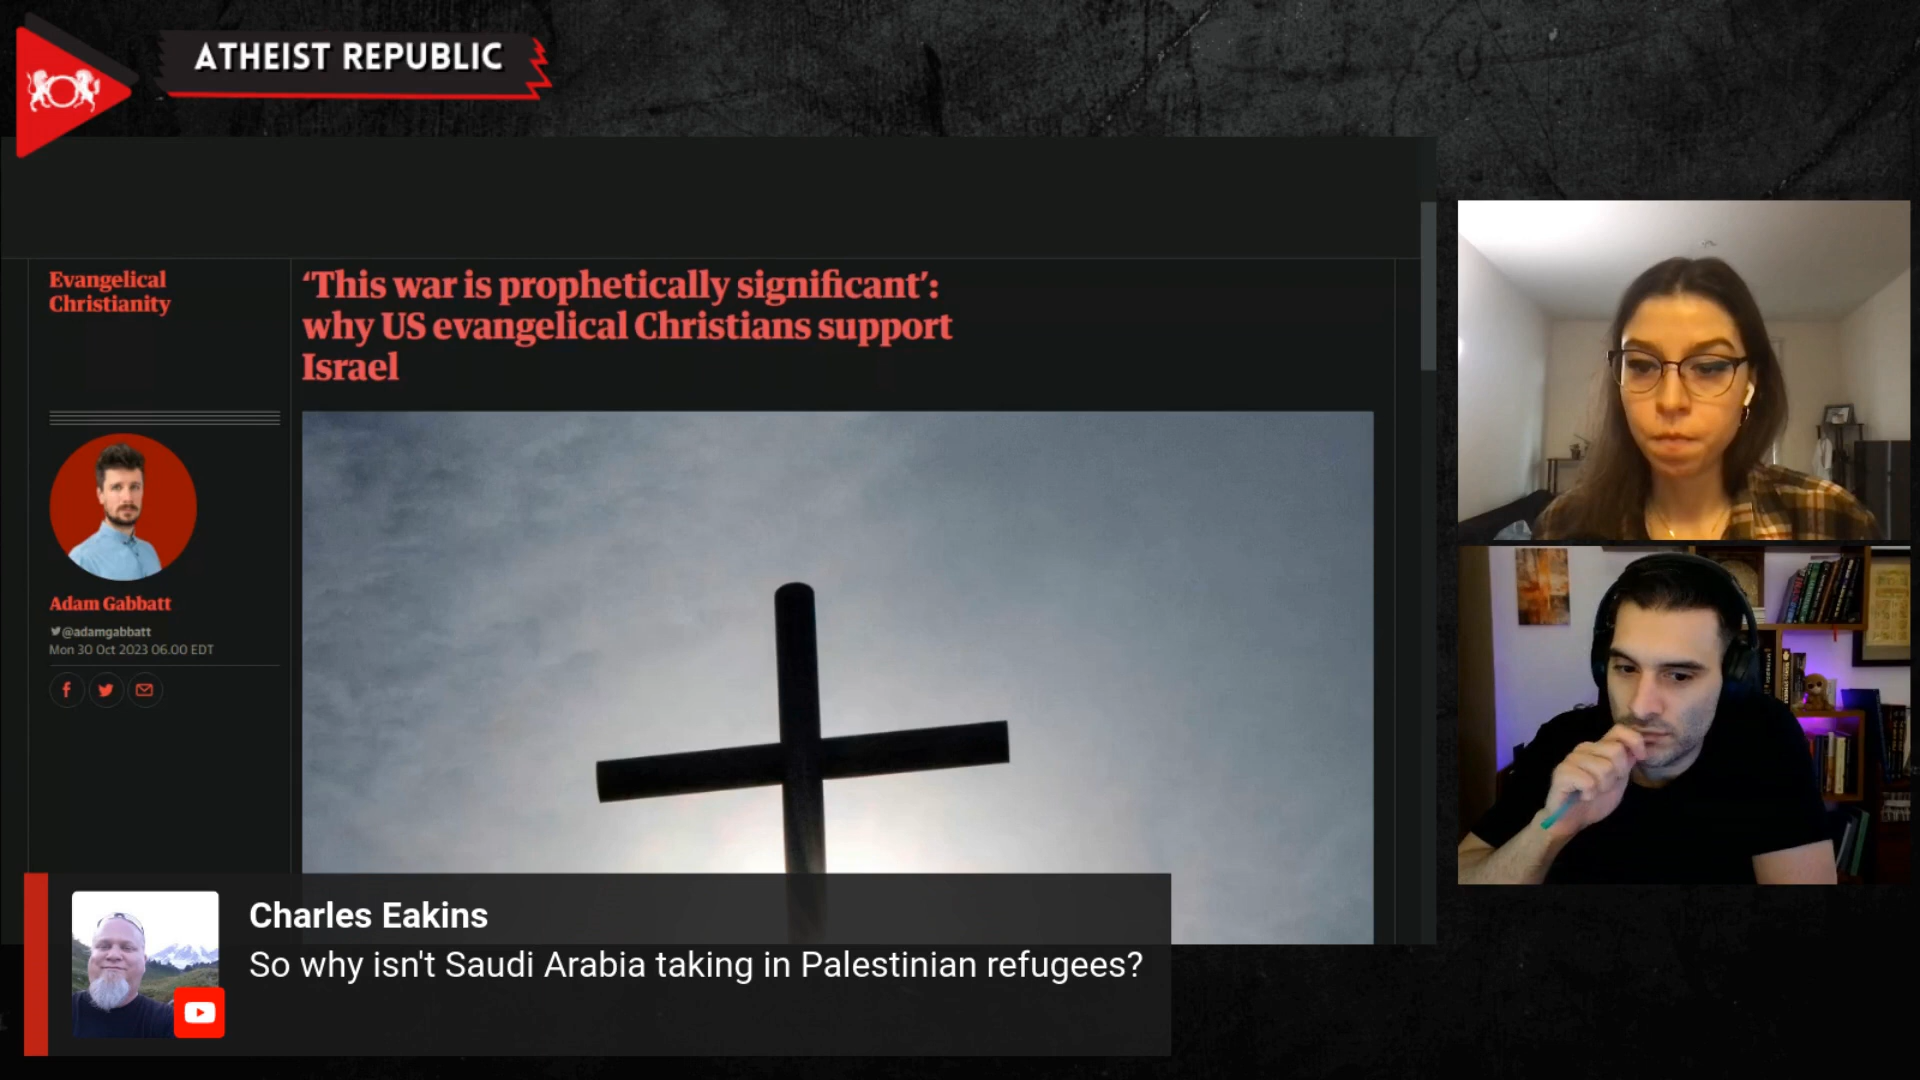 ATHEIST REPUBLIC
Evangelical
Christianity
‘This war is prophetically significant’:
why US evangelical Christians support
Israel
Adam Gabbatt
@adamgabbatt
Mon 30 Oct 2023 06.00 EDT
Charles Eakins
So why isn't Saudi Arabia taking in Palestinian refugees?